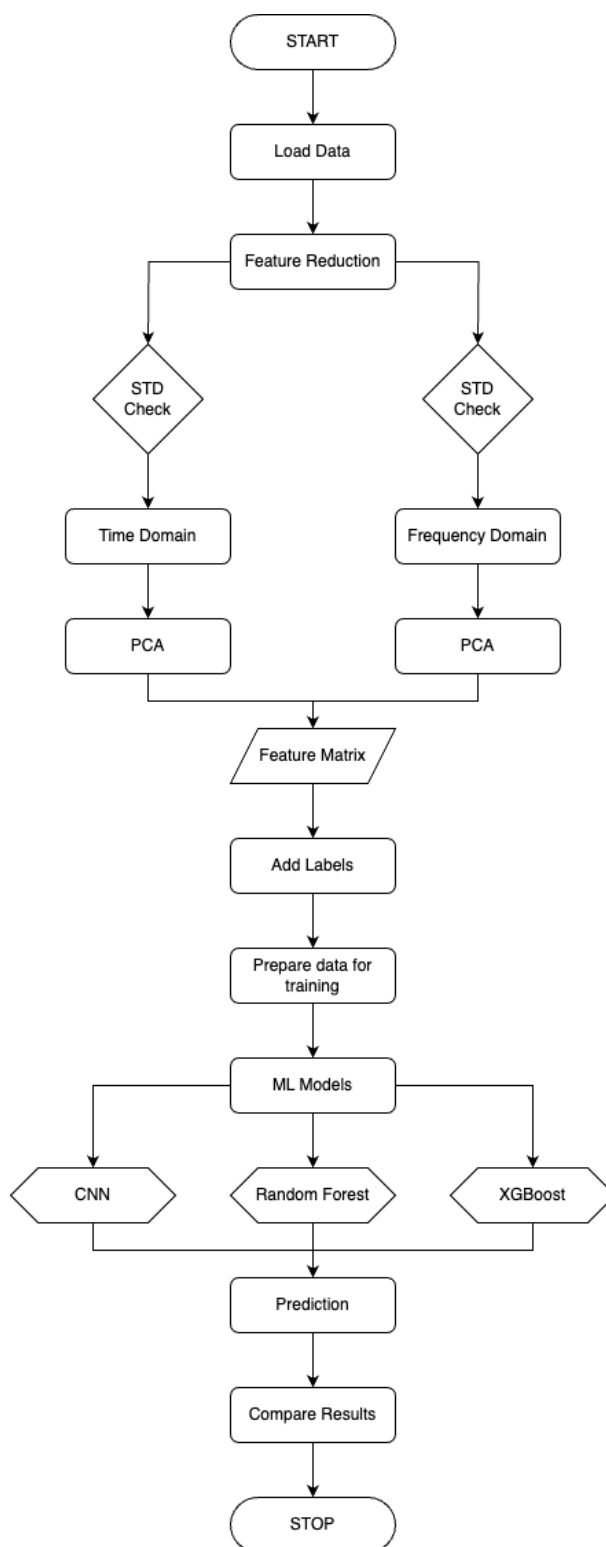 START
Load Data
Feature Reduction
STD
Check
STD
Check
Time Domain
Frequency Domain
PCA
PCA
Feature Matrix
Add Labels
Prepare data for
training
ML Models
CNN
Random Forest
XGBoost
Prediction
Compare Results
STOP